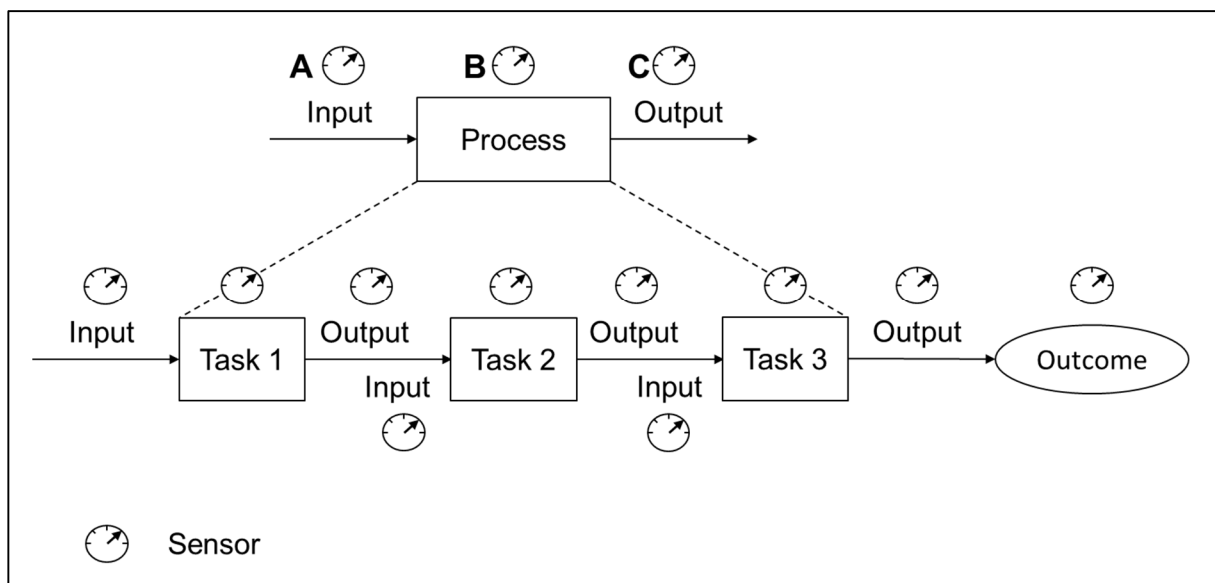 A B C
Input Output
Process
Input Output Output Output
Task 1 Task 2 Task 3 Outcome
Input Input
Sensor